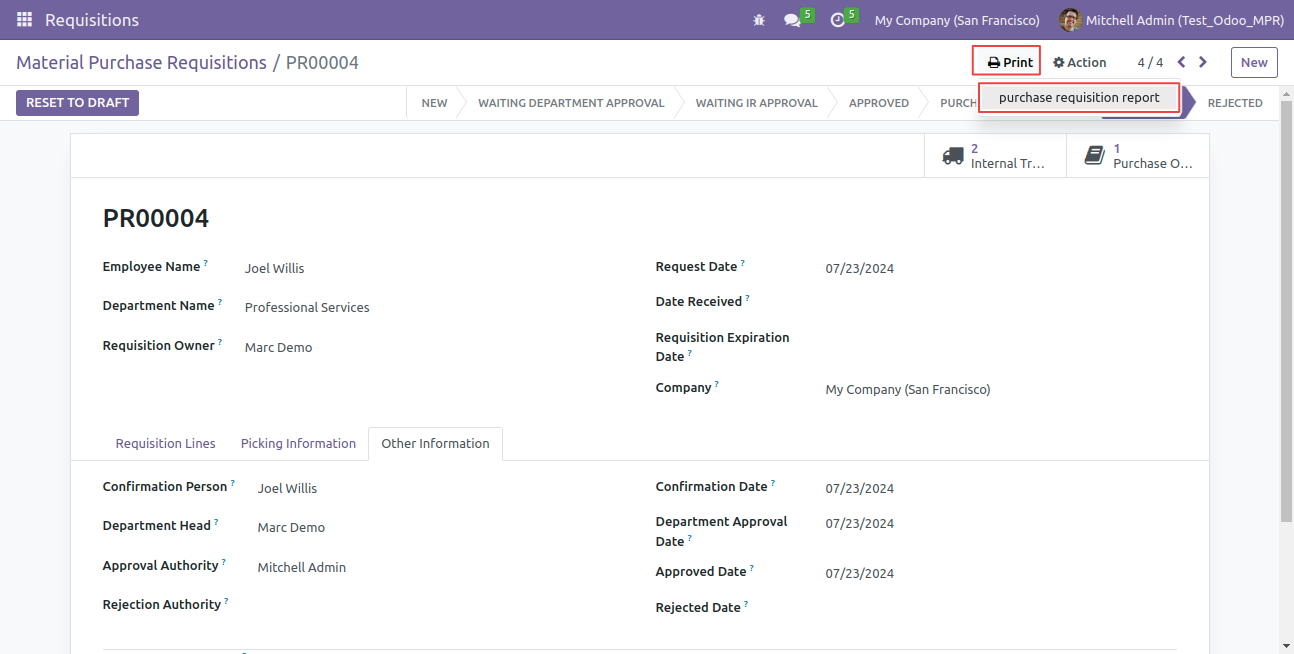 Requisitions
5
5
My Company (San Francisco)
Mitchell Admin (Test_Odoo_MPR)
Material Purchase Requisitions / PR00004
Print
Action
4 / 4
New
purchase requisition report
RESET TO DRAFT
NEW
WAITING DEPARTMENT APPROVAL
WAITING IR APPROVAL
APPROVED
PURCH
REJECTED
2
Internal Tr...
1
Purchase O...
PR00004
Employee Name ?
Joel Willis
Request Date ?
07/23/2024
Department Name ?
Professional Services
Date Received ?
Requisition Owner ?
Marc Demo
Requisition Expiration
Date ?
Company ?
My Company (San Francisco)
Requisition Lines
Picking Information
Other Information
Confirmation Person ?
Joel Willis
Confirmation Date ?
07/23/2024
Department Head ?
Marc Demo
Department Approval
Date ?
07/23/2024
Approval Authority ?
Mitchell Admin
Approved Date ?
07/23/2024
Rejection Authority ?
Rejected Date ?